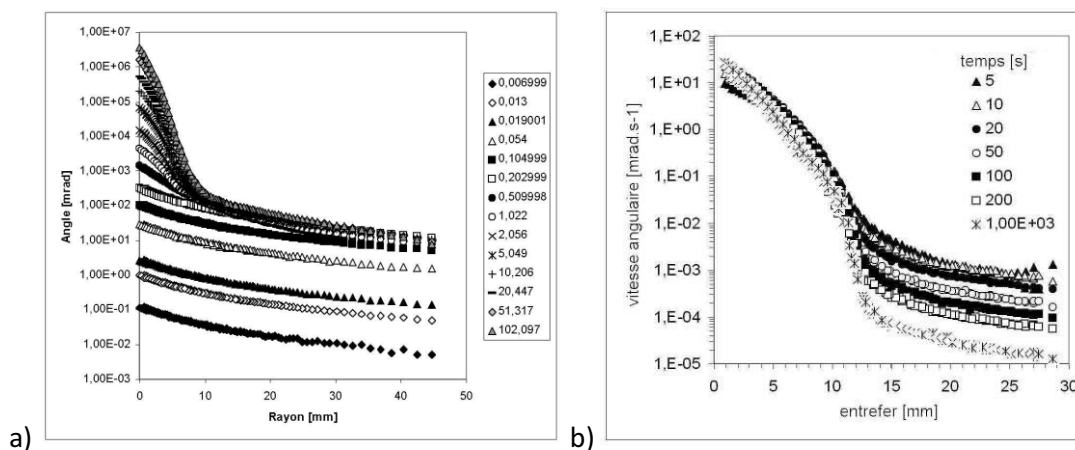 1,00E+07
1,00E+06
1,00E+05
1,00E+04
1,00E+03
1,00E+02
1,00E+01
1,00E+00
1,00E-01
1,00E-02
1,00E-03
Angle [mrad]
0 10 20 30 40 50
Rayon [mm]
0,006999
0,013
0,019001
0,054
0,104999
0,202999
0,509998
1,022
2,056
5,049
10,206
20,447
51,317
102,097
a)
1,E+02
1,E+01
1,E+00
1,E-01
1,E-02
1,E-03
1,E-04
1,E-05
vitesse angulaire [mrad.s-1]
0 5 10 15 20 25 30
entrefer [mm]
temps [s]
5
10
20
50
100
200
1,00E+03
b)